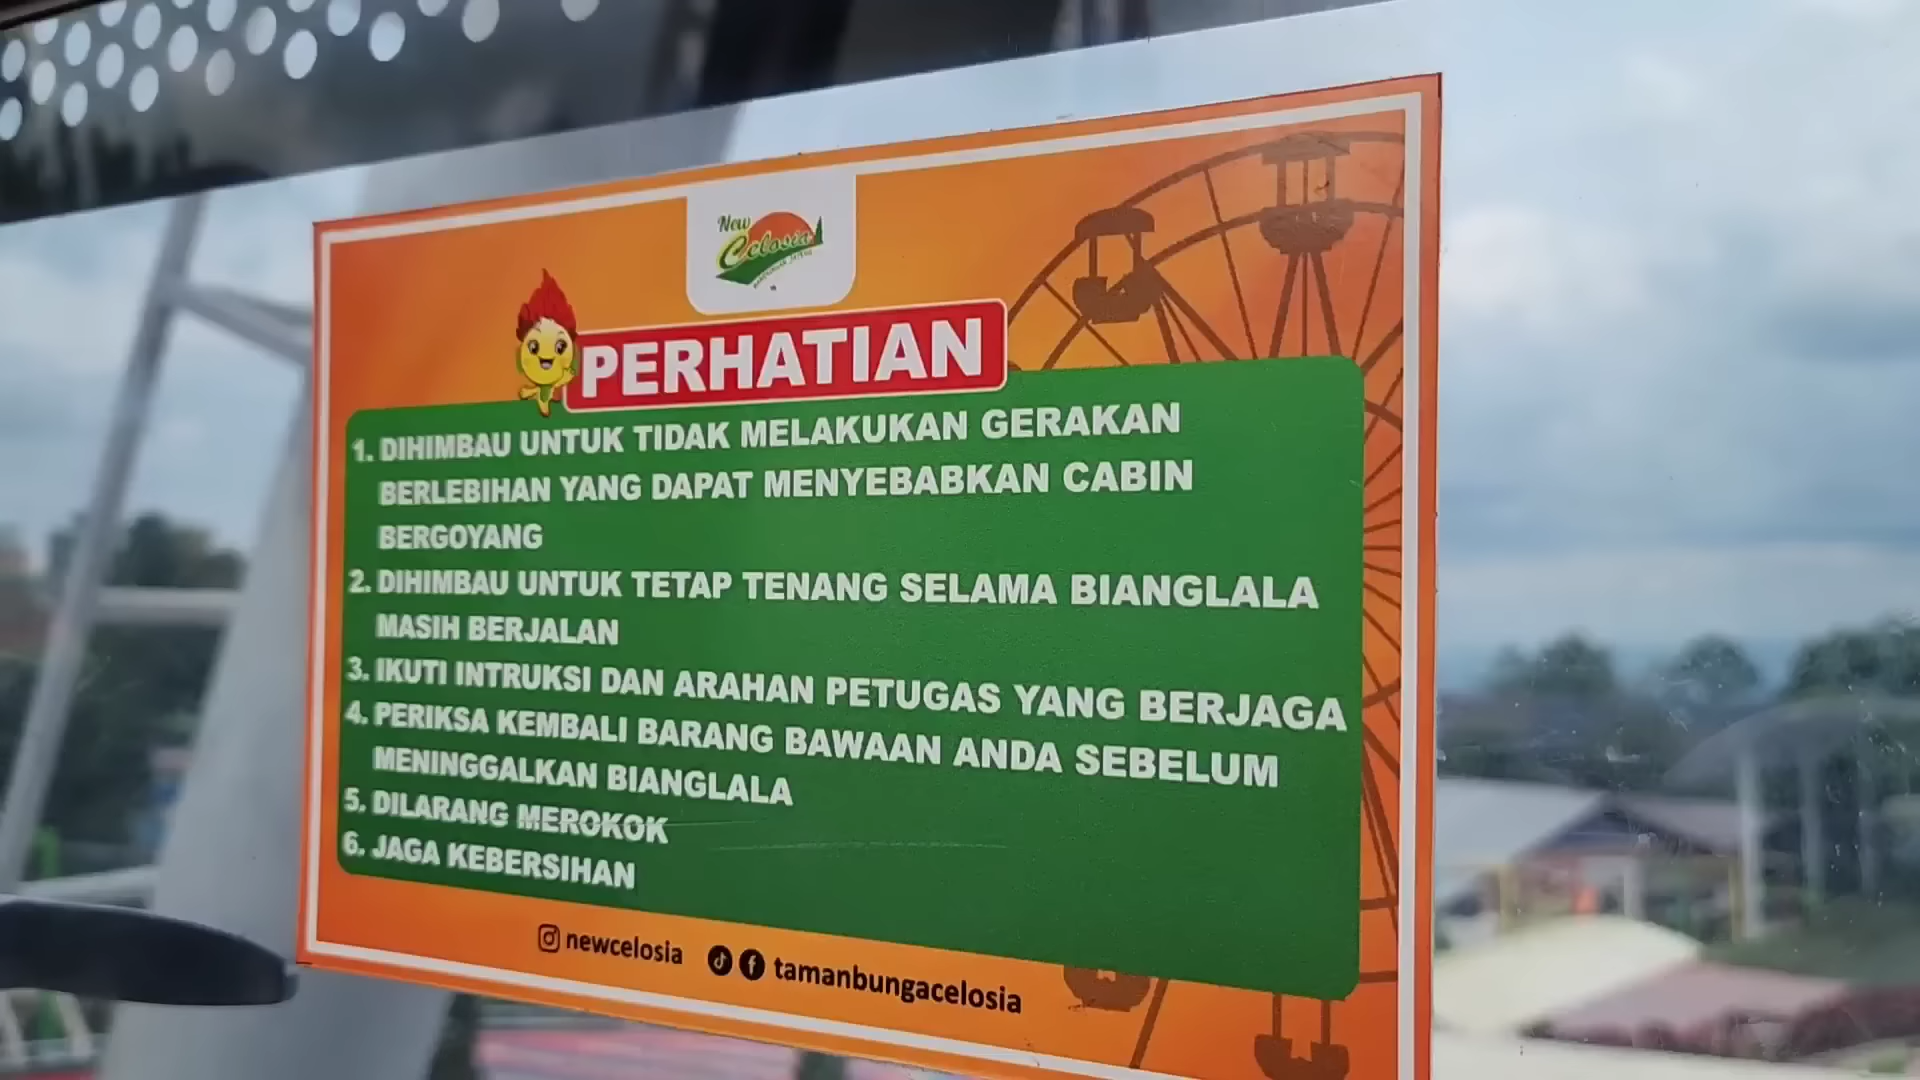 New
Celosia
PERHATIAN
1. DIHIMBAU UNTUK TIDAK MELAKUKAN GERAKAN
BERLEBIHAN YANG DAPAT MENYEBABKAN CABIN
BERGOYANG
2. DIHIMBAU UNTUK TETAP TENANG SELAMA BIANGLALA
MASIH BERJALAN
3. IKUTI INTRUKSI DAN ARAHAN PETUGAS YANG BERJAGA
4. PERIKSA KEMBALI BARANG BAWAAN ANDA SEBELUM
MENINGGALKAN BIANGLALA
5. DILARANG MEROKOK
6. JAGA KEBERSIHAN
newcelosia tamanbungacelosia